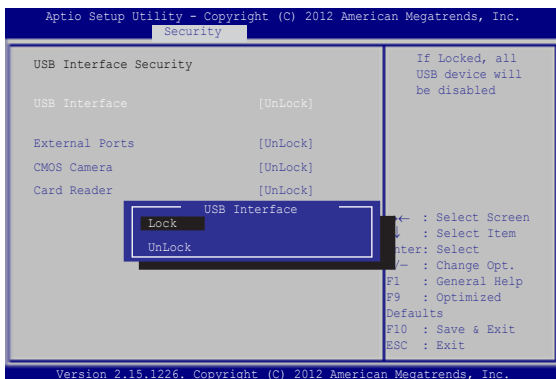 Aptio Setup Utility - Copyright (C) 2012 American Megatrends, Inc.
Security
USB Interface Security
USB Interface [UnLock]
External Ports [UnLock]
CMOS Camera [UnLock]
Card Reader [UnLock]
USB Interface
Lock
UnLock
If Locked, all
USB device will
be disabled
→← : Select Screen
↓ : Select Item
nter: Select
/— : Change Opt.
F1 : General Help
F9 : Optimized
Defaults
F10 : Save & Exit
ESC : Exit
Version 2.15.1226. Copyright (C) 2012 American Megatrends, Inc.